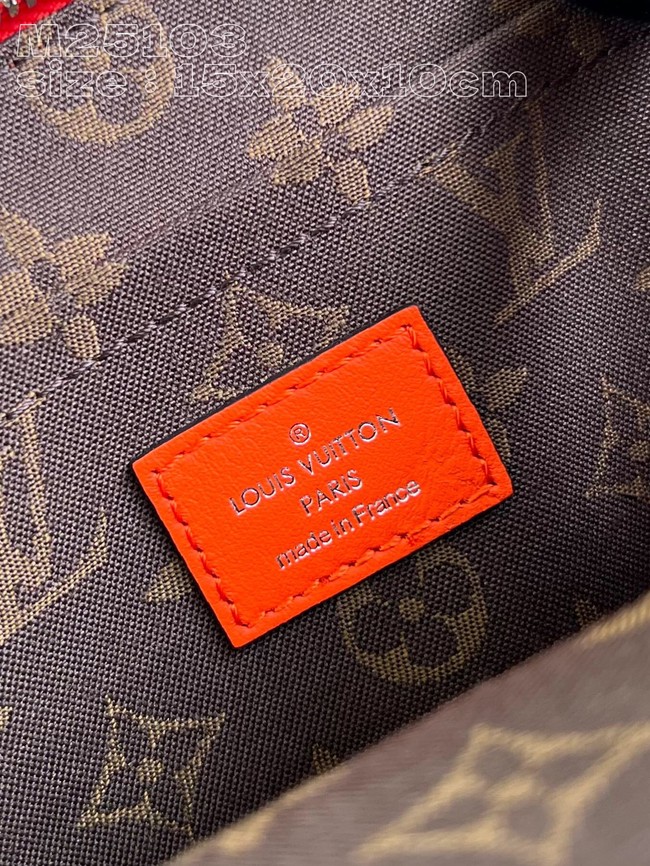 M25103
size : 15x20x10cm
®
LOUIS VUITTON
PARIS
made in France